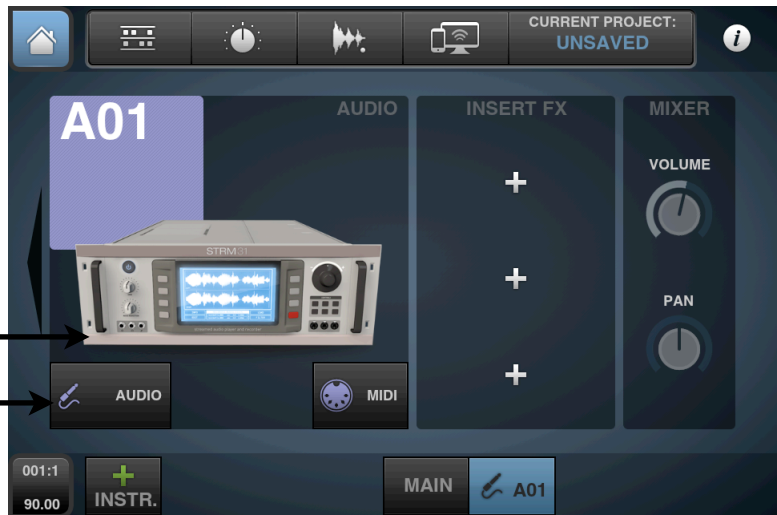 CURRENT PROJECT:
UNSAVED
i
A01
AUDIO
INSERT FX
MIXER
VOLUME
STRM31
PAN
AUDIO
MIDI
001:1
90.00
INSTR.
MAIN
A01